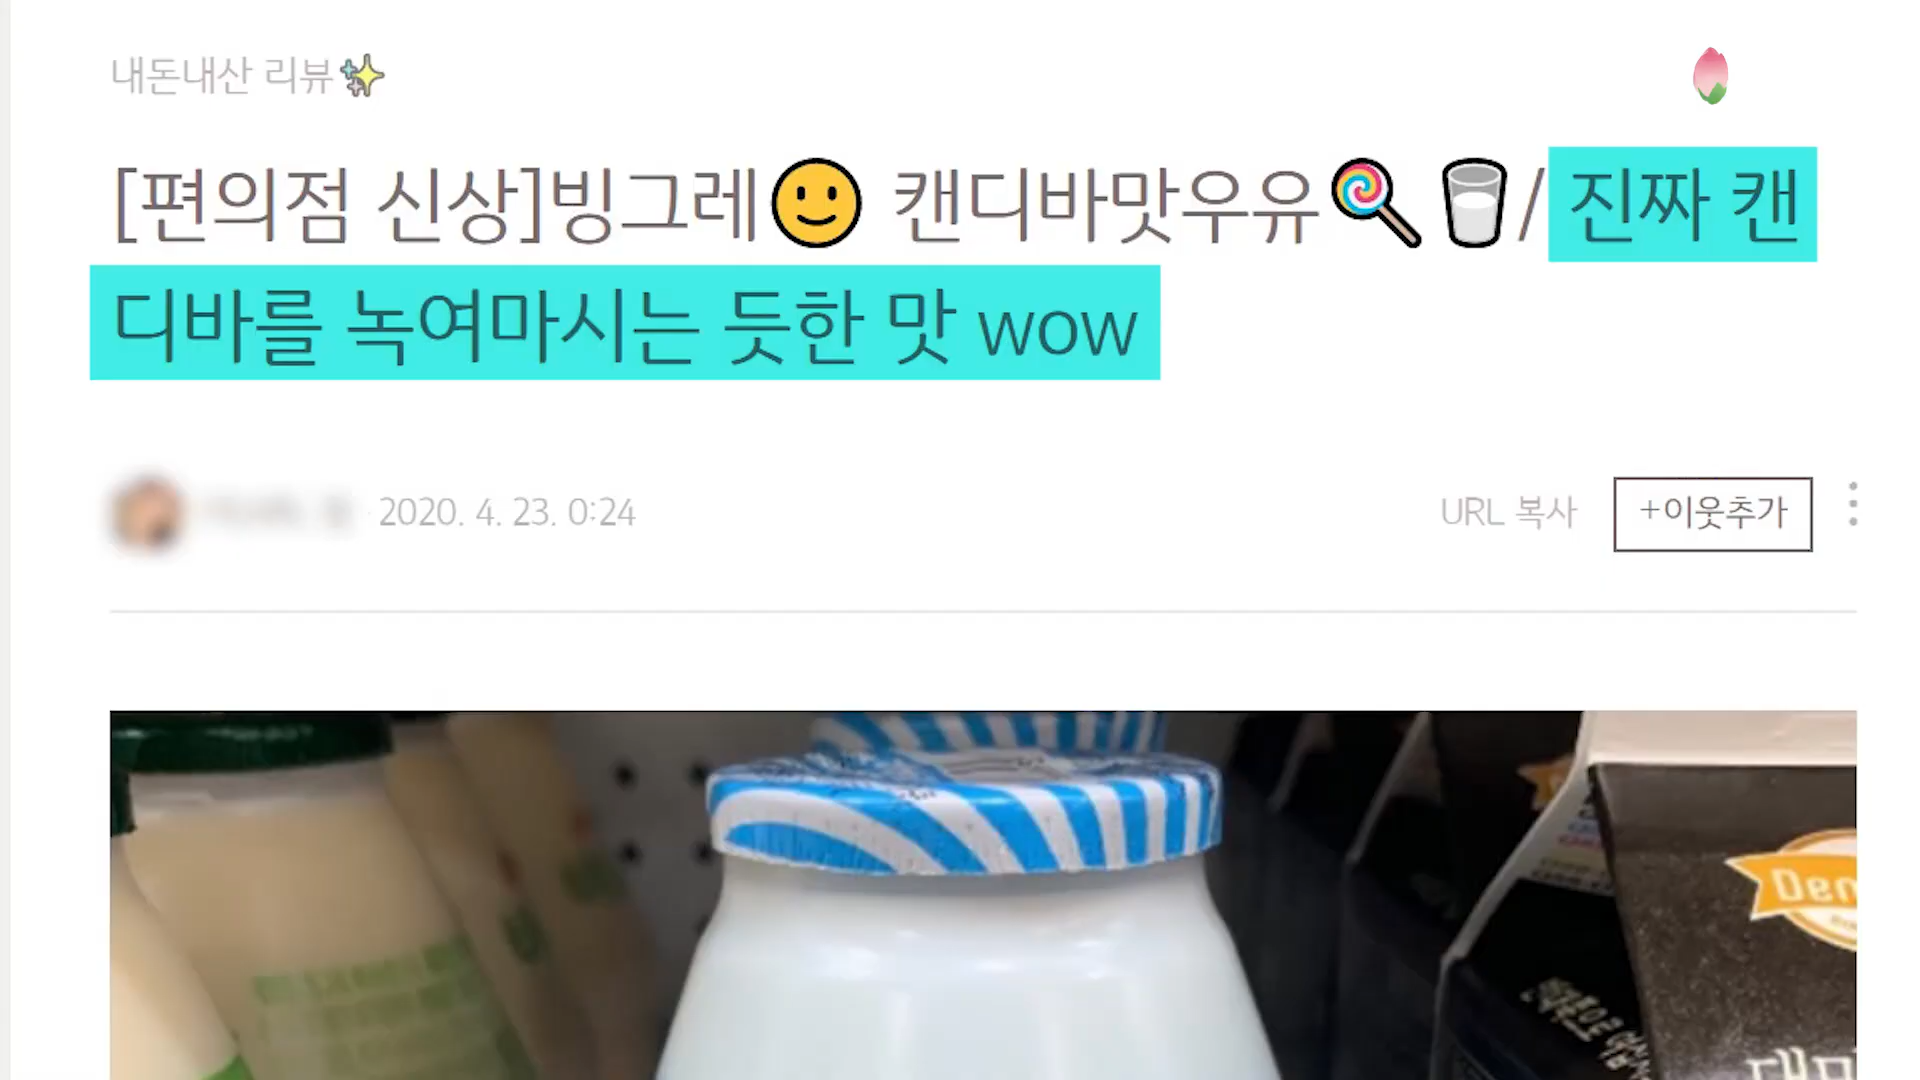 내돈내산 리뷰✨
[편의점 신상]빙그레🙂 캔디바맛우유🍭🥛/ 진짜 캔
디바를 녹여마시는 듯한 맛 wow
2020. 4. 23. 0:24
URL 복사
+이웃추가